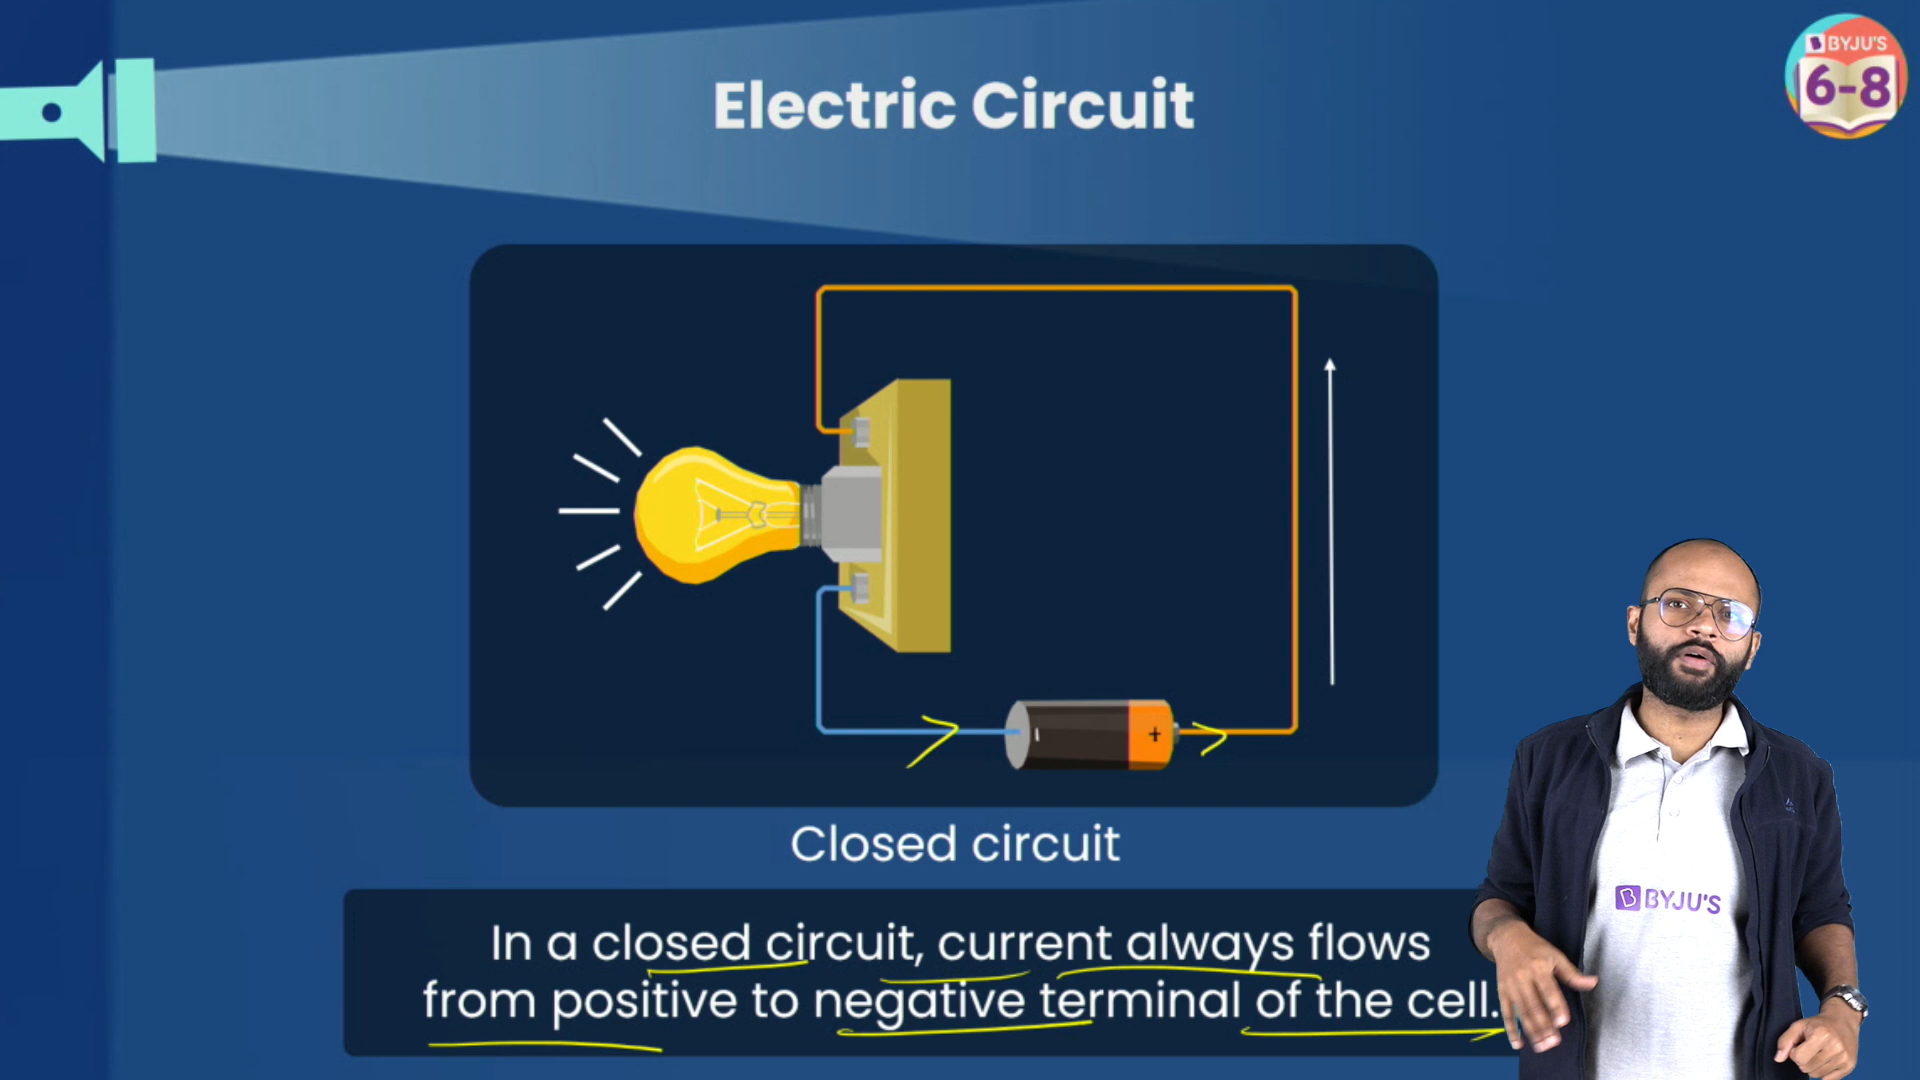 Electric Circuit
BYJU'S
6-8
+
Closed circuit
In a closed circuit, current always flows
from positive to negative terminal of the cell.
BYJU'S